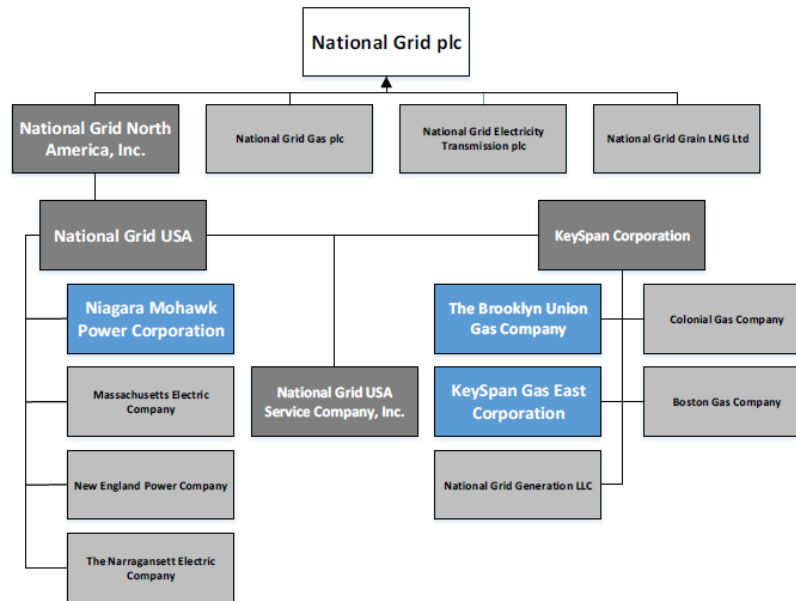 National Grid plc
National Grid North
America, Inc.
National Grid Gas plc
National Grid Electricity
Transmission plc
National Grid Grain LNG Ltd
National Grid USA
KeySpan Corporation
Niagara Mohawk
Power Corporation
The Brooklyn Union
Gas Company
Colonial Gas Company
Massachusetts Electric
Company
National Grid USA
Service Company, Inc.
KeySpan Gas East
Corporation
Boston Gas Company
New England Power Company
National Grid Generation LLC
The Narragansett Electric
Company